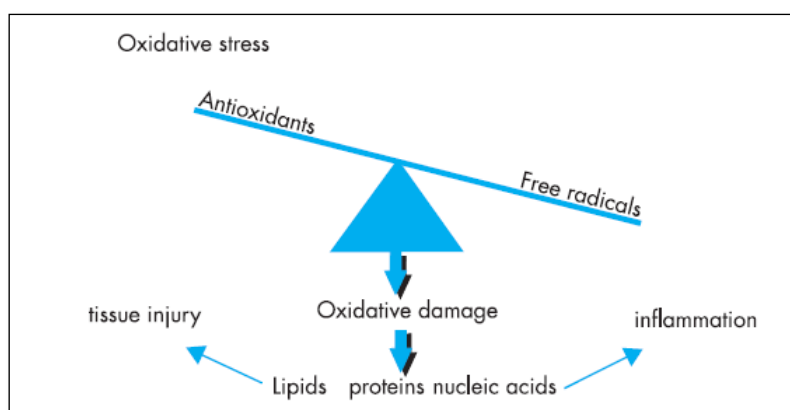 Oxidative stress
Antioxidants
Free radicals
Oxidative damage
tissue injury
inflammation
Lipids proteins nucleic acids